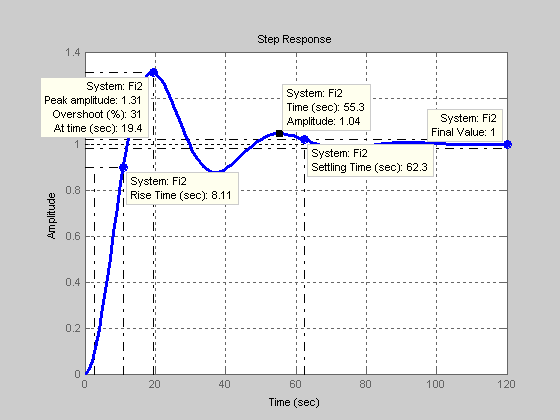 Step Response
1.4
System: Fi2
Peak amplitude: 1.31
Overshoot (%): 31
At time (sec): 19.4
System: Fi2
Time (sec): 55.3
Amplitude: 1.04
System: Fi2
Final Value: 1
1
System: Fi2
Settling Time (sec): 62.3
System: Fi2
Rise Time (sec): 8.11
0.8
0.6
0.4
0.2
0
Amplitude
0
20
40
60
80
100
120
Time (sec)